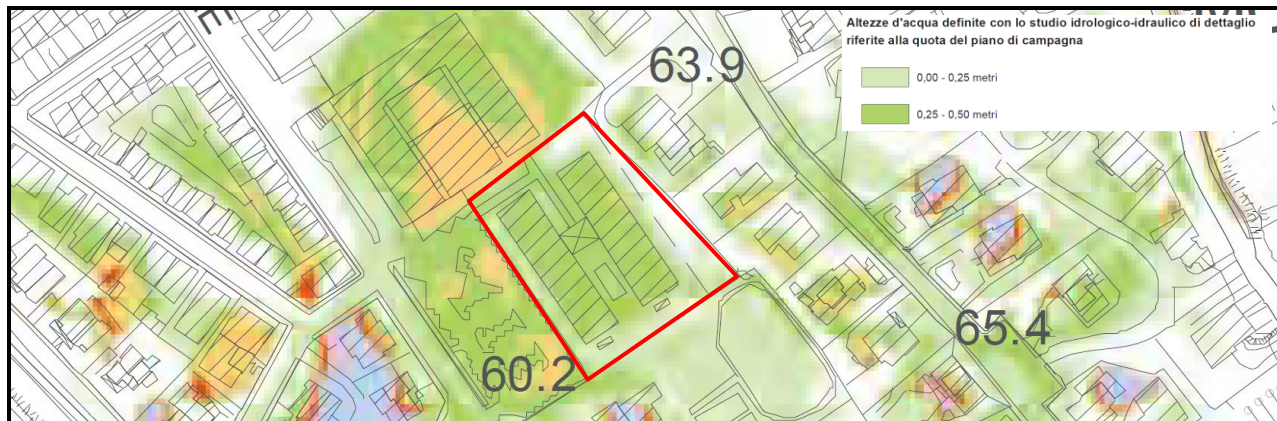 Altezze d'acqua definite con lo studio idrologico-idraulico di dettaglio
riferite alla quota del piano di campagna
0,00 - 0,25 metri
0,25 - 0,50 metri
63.9
65.4
60.2